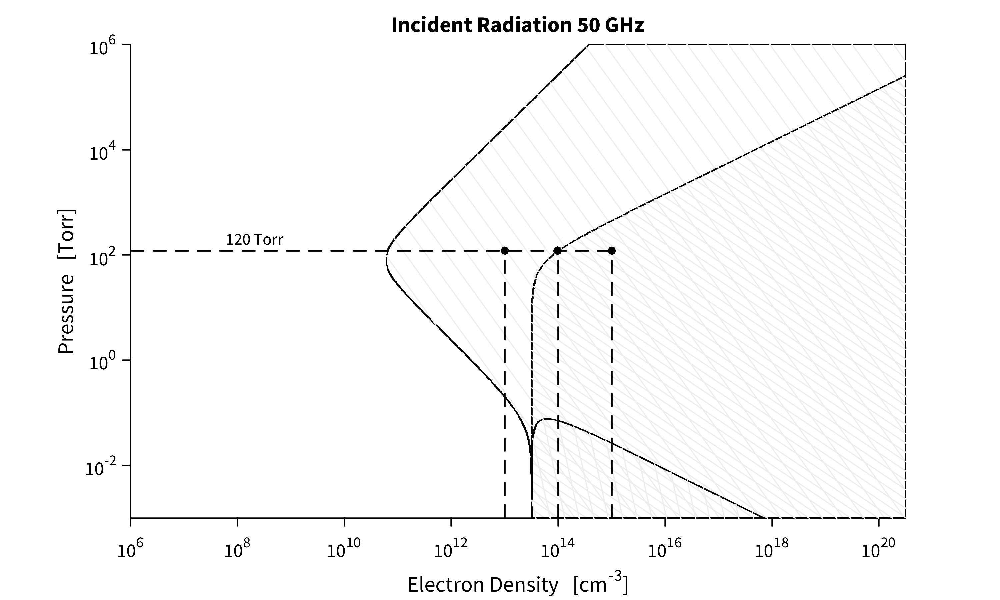 Incident Radiation 50 GHz
10^6
10^4
120 Torr
10^2
10^0
10^-2
Pressure [Torr]
10^6 10^8 10^10 10^12 10^14 10^16 10^18 10^20
Electron Density [cm^-3]